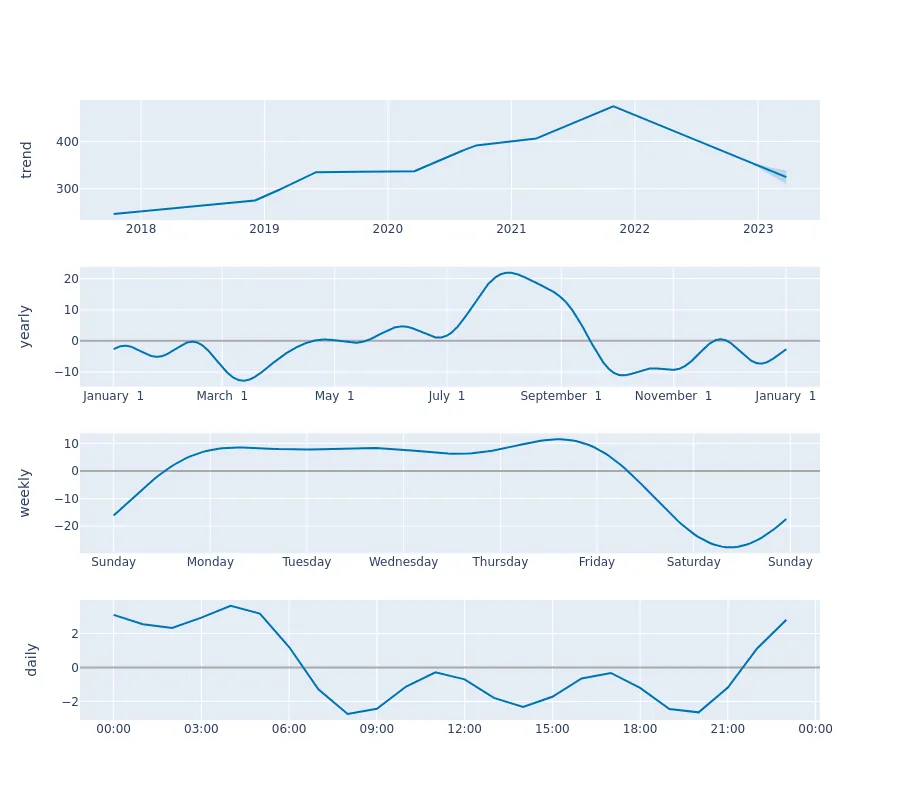 trend
400
300
2018 2019 2020 2021 2022 2023
yearly
20
10
0
−10
January 1 March 1 May 1 July 1 September 1 November 1 January 1
weekly
10
0
−10
−20
Sunday Monday Tuesday Wednesday Thursday Friday Saturday Sunday
daily
2
0
−2
00:00 03:00 06:00 09:00 12:00 15:00 18:00 21:00 00:00